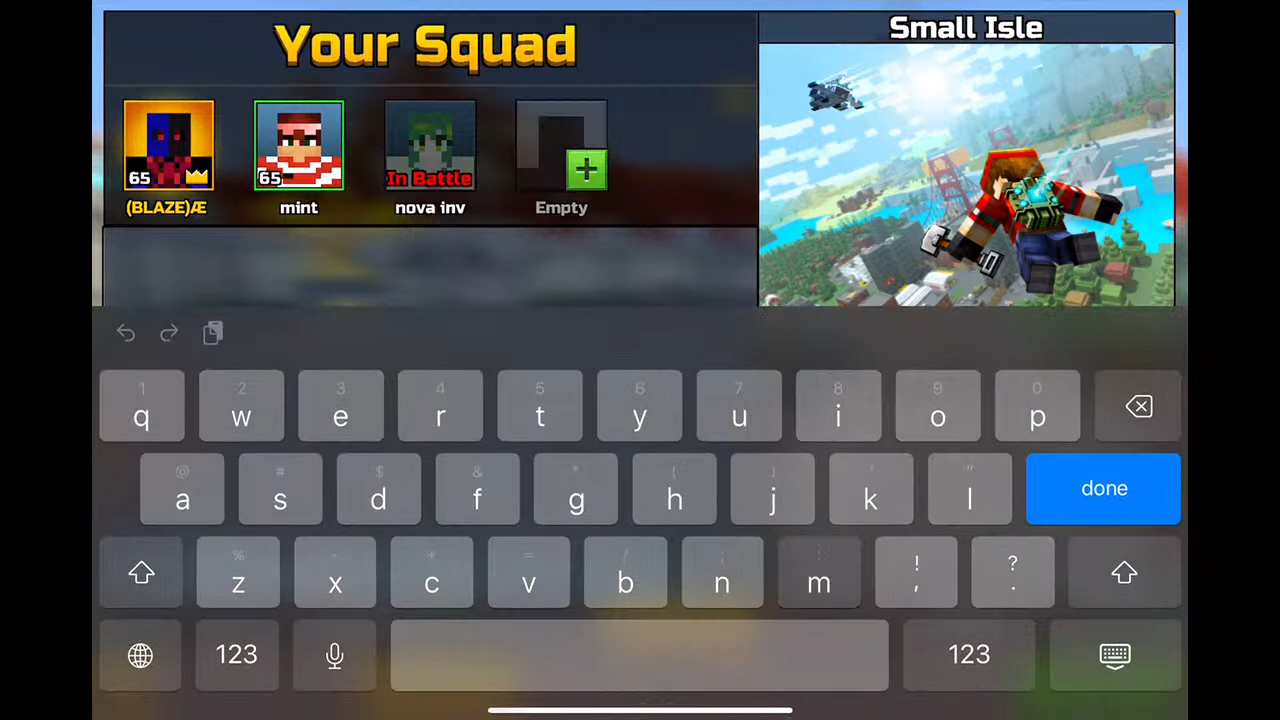 Your Squad
Small Isle
65
65
In Battle
(BLAZE)Æ
mint
nova inv
Empty
1 2 3 4 5 6 7 8 9 0
q w e r t y u i o p
@ # $ & * ( ) ' "
a s d f g h j k l done
% - + = / ; : ! ?
z x c v b n m , .
123 123